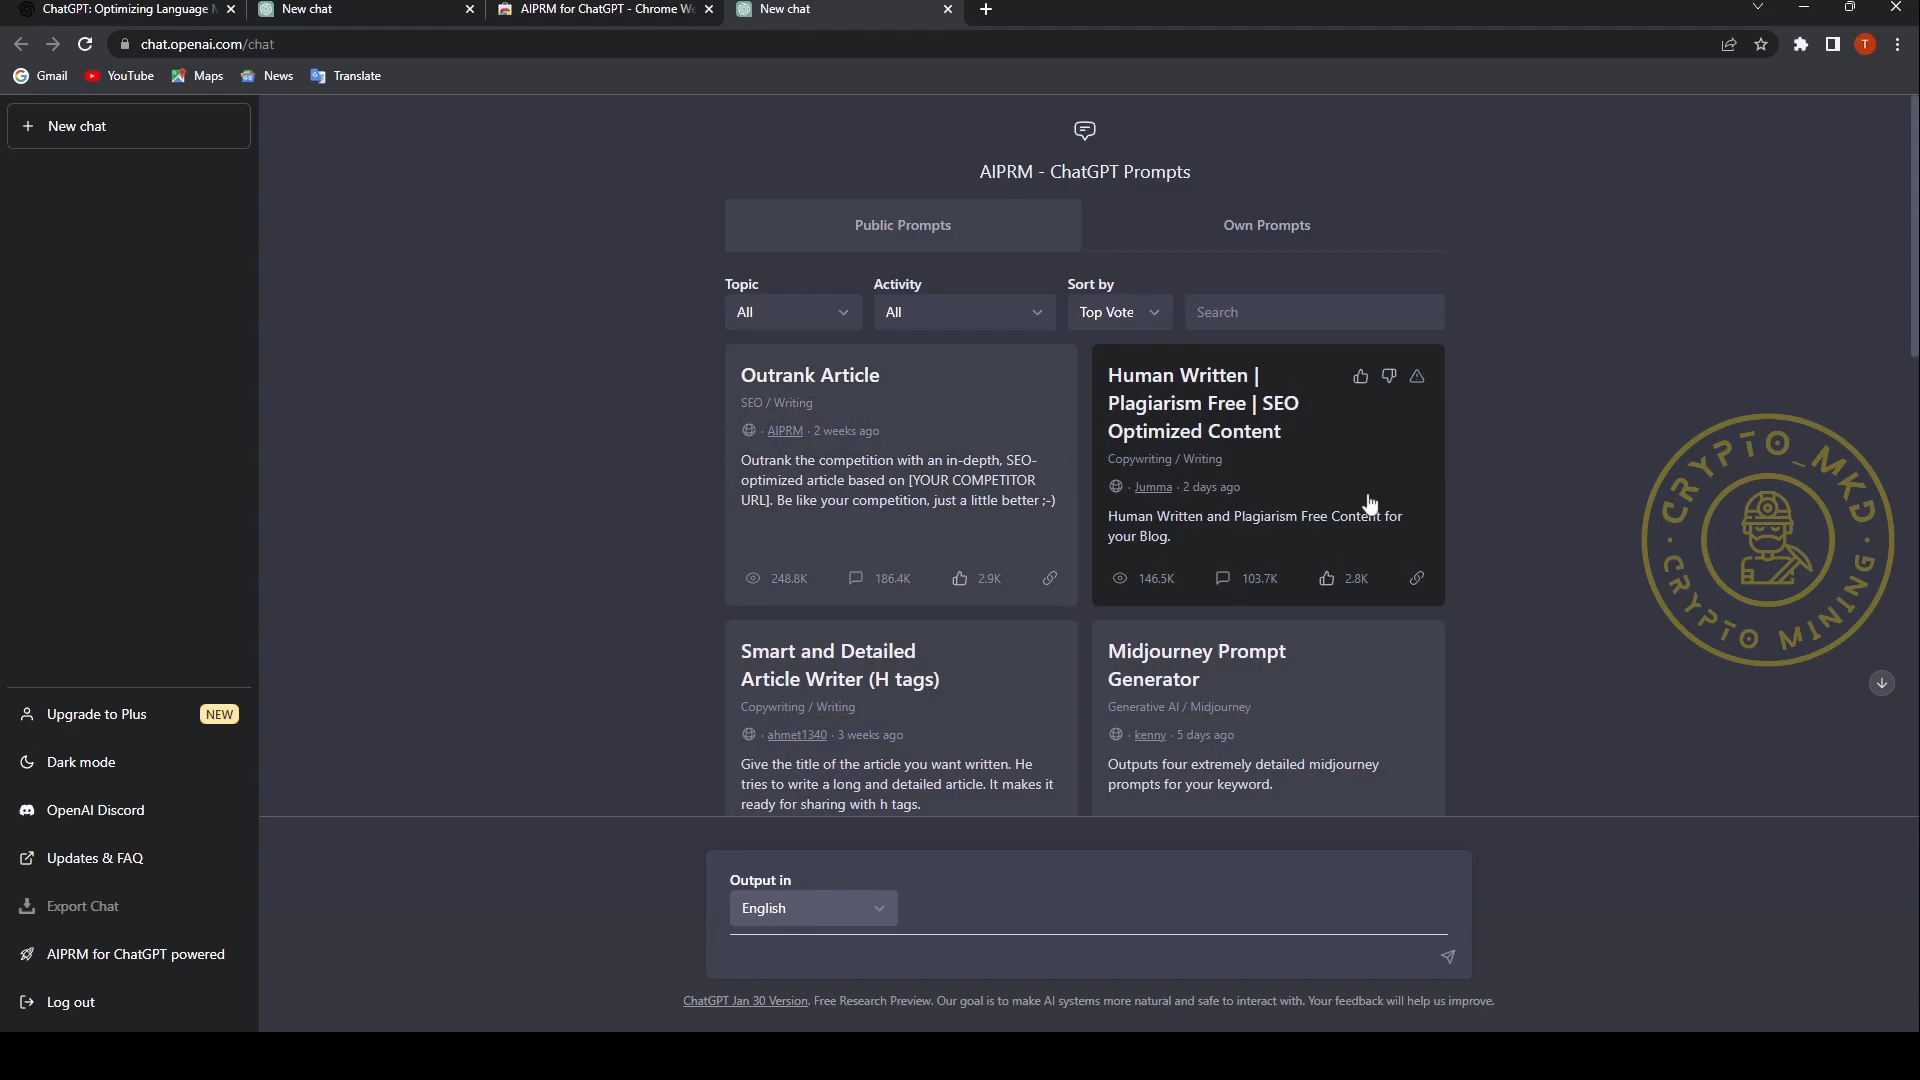 ChatGPT: Optimizing Language
New chat
AIPRM for ChatGPT - Chrome We
New chat
chat.openai.com/chat
T
Gmail
YouTube
Maps
News
Translate
New chat
AIPRM - ChatGPT Prompts
Public Prompts
Own Prompts
Topic
Activity
Sort by
All
All
Top Vote
Search
Outrank Article
SEO / Writing
· AIPRM · 2 weeks ago
Outrank the competition with an in-depth, SEO-
optimized article based on [YOUR COMPETITOR
URL]. Be like your competition, just a little better ;-)
248.8K
186.4K
2.9K
Human Written |
Plagiarism Free | SEO
Optimized Content
Copywriting / Writing
· Jumma · 2 days ago
Human Written and Plagiarism Free Content for
your Blog.
146.5K
103.7K
2.8K
Smart and Detailed
Article Writer (H tags)
Copywriting / Writing
· ahmet1340 · 3 weeks ago
Give the title of the article you want written. He
tries to write a long and detailed article. It makes it
ready for sharing with h tags.
Midjourney Prompt
Generator
Generative AI / Midjourney
· kenny · 5 days ago
Outputs four extremely detailed midjourney
prompts for your keyword.
CRYPTO_MKD
CRYPTO MINING
Upgrade to Plus
NEW
Dark mode
OpenAI Discord
Updates & FAQ
Export Chat
AIPRM for ChatGPT powered
Log out
Output in
English
ChatGPT Jan 30 Version. Free Research Preview. Our goal is to make AI systems more natural and safe to interact with. Your feedback will help us improve.